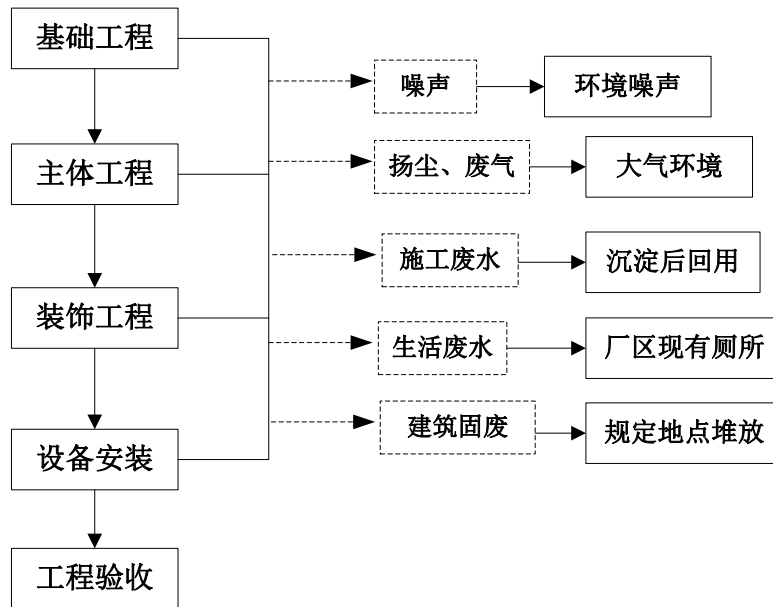 基础工程
噪声
环境噪声
主体工程
扬尘、废气
大气环境
施工废水
沉淀后回用
装饰工程
生活废水
厂区现有厕所
建筑固废
规定地点堆放
设备安装
工程验收